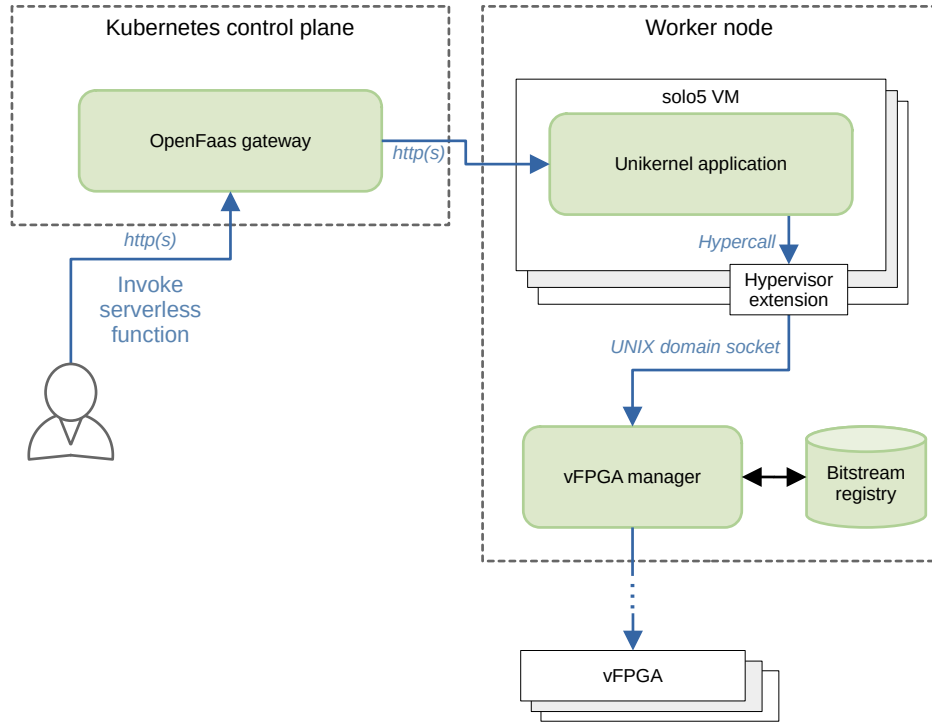 Kubernetes control plane
OpenFaas gateway
http(s)
http(s)
Invoke
serverless
function
Worker node
solo5 VM
Unikernel application
Hypercall
Hypervisor
extension
UNIX domain socket
vFPGA manager
Bitstream
registry
vFPGA